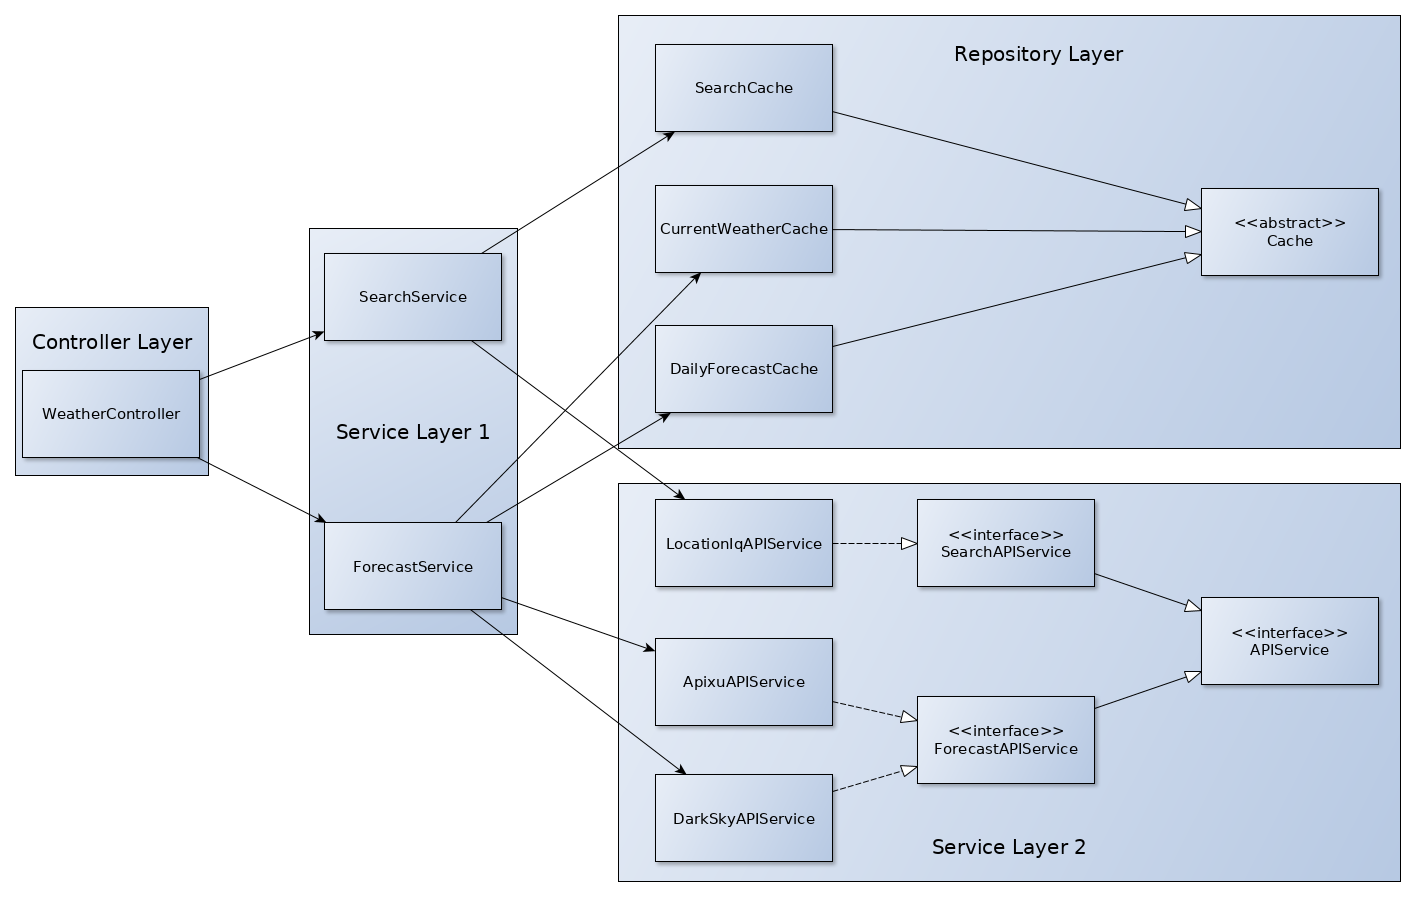 Repository Layer
SearchCache
CurrentWeatherCache
<<abstract>>
Cache
DailyForecastCache
Controller Layer
WeatherController
SearchService
Service Layer 1
ForecastService
LocationIqAPIService
<<interface>>
SearchAPIService
<<interface>>
APIService
ApixuAPIService
<<interface>>
ForecastAPIService
DarkSkyAPIService
Service Layer 2